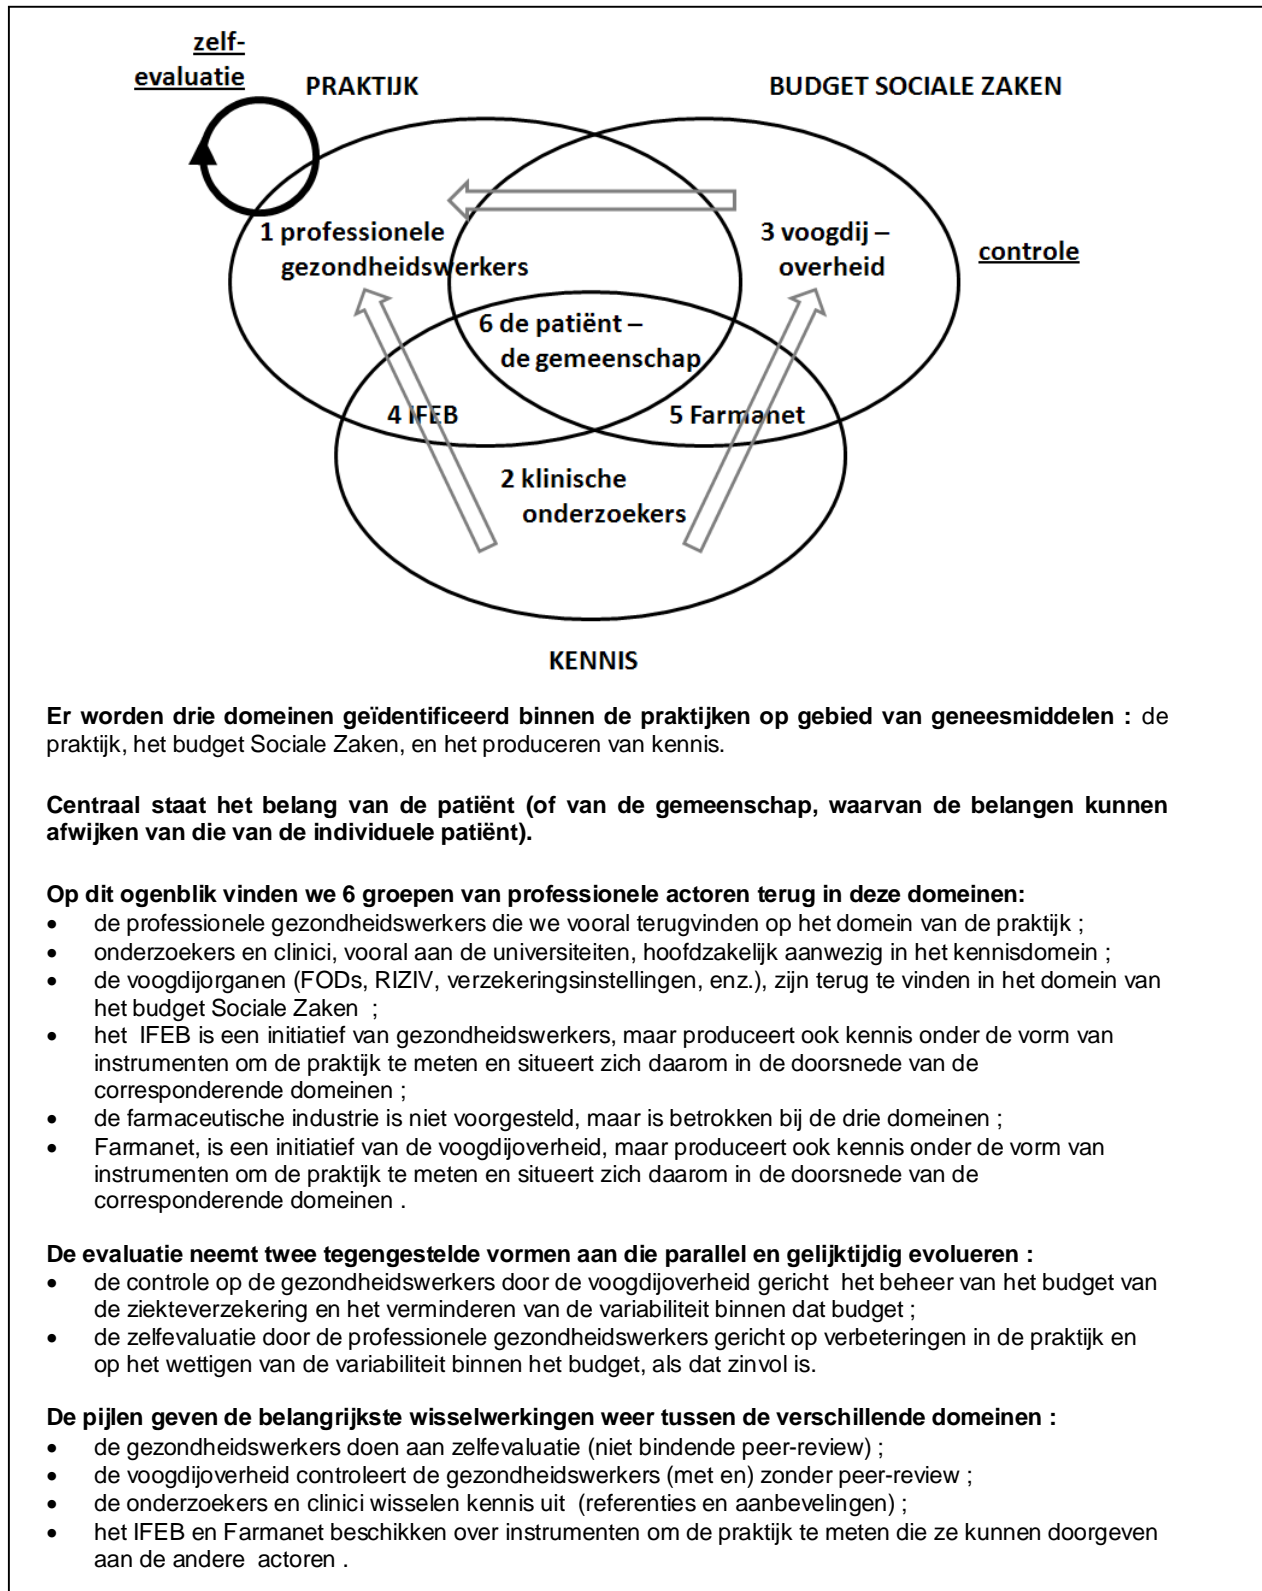 zelf-
evaluatie
PRAKTIJK
BUDGET SOCIALE ZAKEN
1 professionele
gezondheidswerkers
3 voogdij –
overheid
controle
6 de patiënt –
de gemeenschap
4 IFEB
5 Farmanet
2 klinische
onderzoekers
KENNIS
Er worden drie domeinen geïdentificeerd binnen de praktijken op gebied van geneesmiddelen : de
praktijk, het budget Sociale Zaken, en het produceren van kennis.
Centraal staat het belang van de patiënt (of van de gemeenschap, waarvan de belangen kunnen
afwijken van die van de individuele patiënt).
Op dit ogenblik vinden we 6 groepen van professionele actoren terug in deze domeinen:
• de professionele gezondheidswerkers die we vooral terugvinden op het domein van de praktijk ;
• onderzoekers en clinici, vooral aan de universiteiten, hoofdzakelijk aanwezig in het kennisdomein ;
• de voogdijorganen (FODs, RIZIV, verzekeringsinstellingen, enz.), zijn terug te vinden in het domein van
het budget Sociale Zaken ;
• het IFEB is een initiatief van gezondheidswerkers, maar produceert ook kennis onder de vorm van
instrumenten om de praktijk te meten en situeert zich daarom in de doorsnede van de
corresponderende domeinen ;
• de farmaceutische industrie is niet voorgesteld, maar is betrokken bij de drie domeinen ;
• Farmanet, is een initiatief van de voogdijoverheid, maar produceert ook kennis onder de vorm van
instrumenten om de praktijk te meten en situeert zich daarom in de doorsnede van de
corresponderende domeinen .
De evaluatie neemt twee tegengestelde vormen aan die parallel en gelijktijdig evolueren :
• de controle op de gezondheidswerkers door de voogdijoverheid gericht het beheer van het budget van
de ziekteverzekering en het verminderen van de variabiliteit binnen dat budget ;
• de zelfevaluatie door de professionele gezondheidswerkers gericht op verbeteringen in de praktijk en
op het wettigen van de variabiliteit binnen het budget, als dat zinvol is.
De pijlen geven de belangrijkste wisselwerkingen weer tussen de verschillende domeinen :
• de gezondheidswerkers doen aan zelfevaluatie (niet bindende peer-review) ;
• de voogdijoverheid controleert de gezondheidswerkers (met en) zonder peer-review ;
• de onderzoekers en clinici wisselen kennis uit (referenties en aanbevelingen) ;
• het IFEB en Farmanet beschikken over instrumenten om de praktijk te meten die ze kunnen doorgeven
aan de andere actoren .